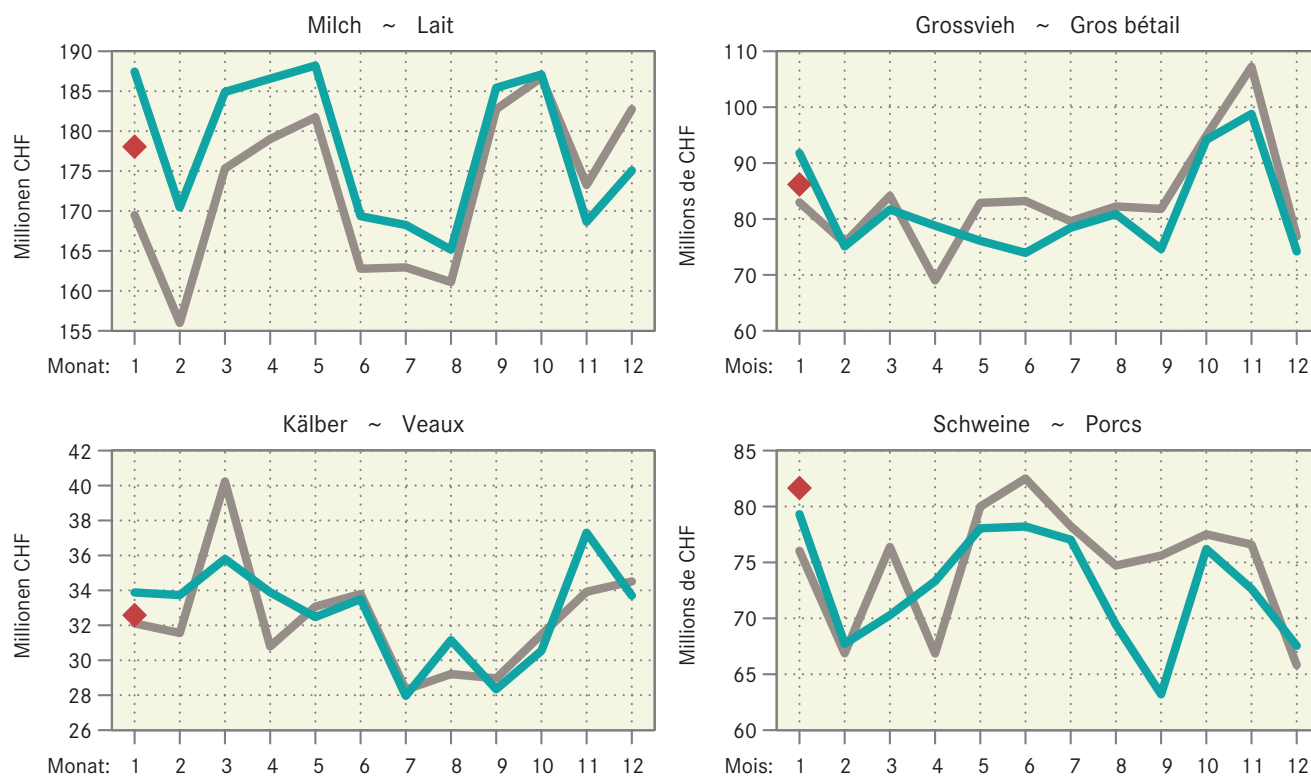 Milch ~ Lait
Millionen CHF
190
185
180
175
170
165
160
155
Monat: 1 2 3 4 5 6 7 8 9 10 11 12
Grossvieh ~ Gros bétail
Millions de CHF
110
100
90
80
70
60
Mois: 1 2 3 4 5 6 7 8 9 10 11 12
Kälber ~ Veaux
Millionen CHF
42
40
38
36
34
32
30
28
26
Monat: 1 2 3 4 5 6 7 8 9 10 11 12
Schweine ~ Porcs
Millions de CHF
85
80
75
70
65
60
Mois: 1 2 3 4 5 6 7 8 9 10 11 12